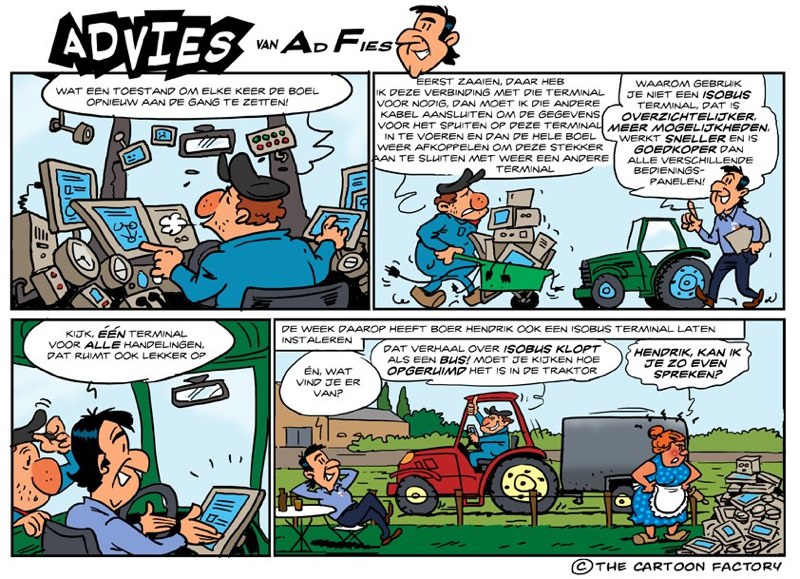 ADVIES VAN AD FIES
WAT EEN TOESTAND OM ELKE KEER DE BOEL
OPNIEUW AAN DE GANG TE ZETTEN!
EERST ZAAIEN, DAAR HEB
IK DEZE VERBINDING MET DIE TERMINAL
VOOR NODIG, DAN MOET IK DIE ANDERE
KABEL AANSLUITEN OM DE GEGEVENS
VOOR HET SPUITEN OP DEZE TERMINAL
IN TE VOEREN EN DAN DE HELE BOEL
WEER AFKOPPELEN OM DEZE STEKKER
AAN TE SLUITEN MET WEER EEN ANDERE
TERMINAL
WAAROM GEBRUIK
JE NIET EEN ISOBUS
TERMINAL, DAT IS
OVERZICHTELIJKER,
MEER MOGELIJKHEDEN,
WERKT SNELLER EN IS
GOEDKOPER DAN
ALLE VERSCHILLENDE
BEDIENINGS-
PANELEN!
KIJK, ÉÉN TERMINAL
VOOR ALLE HANDELINGEN,
DAT RUIMT OOK LEKKER OP
DE WEEK DAAROP HEEFT BOER HENDRIK OOK EEN ISOBUS TERMINAL LATEN
INSTALEREN
ÉN, WAT
VIND JE ER
VAN?
DAT VERHAAL OVER ISOBUS KLOPT
ALS EEN BUS! MOET JE KIJKEN HOE
OPGERUIMD HET IS IN DE TRAKTOR
HENDRIK, KAN IK
JE ZO EVEN
SPREKEN?
© THE CARTOON FACTORY